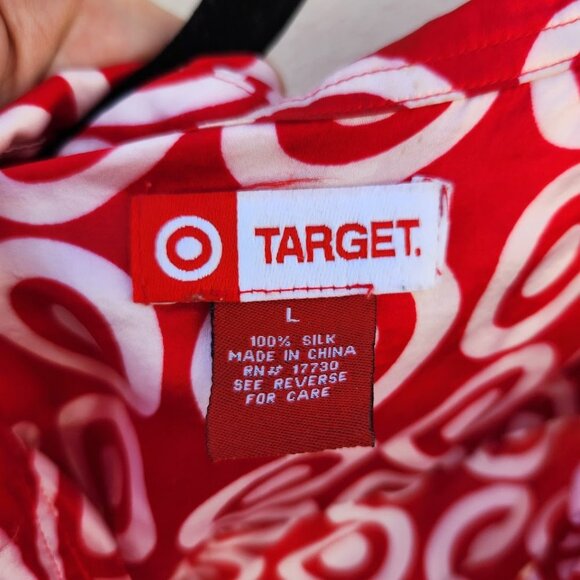 TARGET.
L
100% SILK
MADE IN CHINA
RN# 17730
SEE REVERSE
FOR CARE